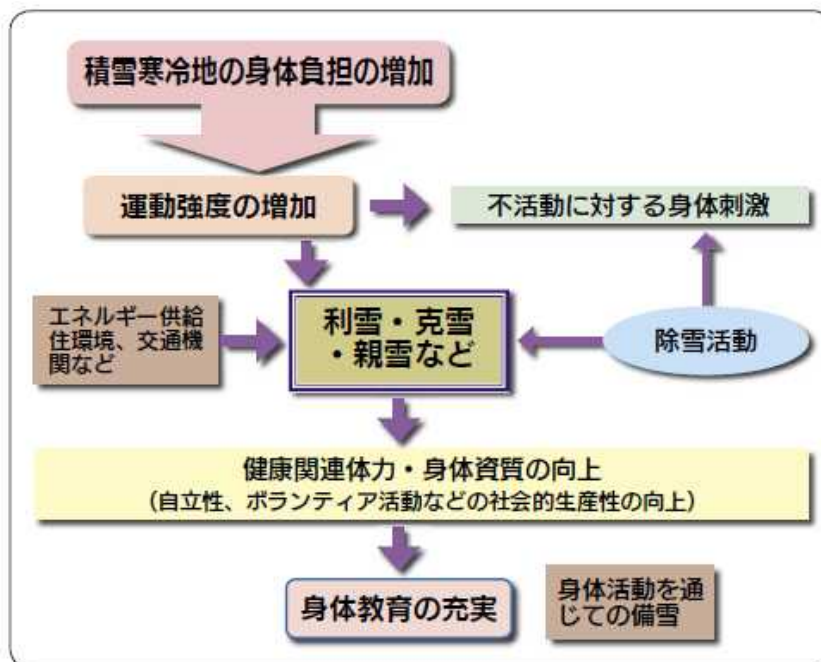 積雪寒冷地の身体負担の増加
運動強度の増加
不活動に対する身体刺激
エネルギー供給
住環境、交通機
関など
利雪・克雪
・親雪など
除雪活動
健康関連体力・身体資質の向上
（自立性、ボランティア活動などの社会的生産性の向上）
身体教育の充実
身体活動を通
じての備雪